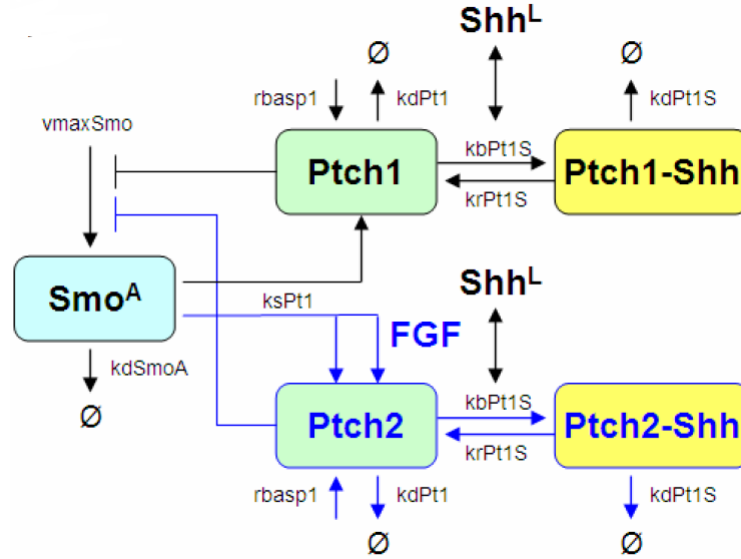 Shh^L
Ø
Ø
rbasp1
kdPt1
kdPt1S
vmaxSmo
Ptch1
kbPt1S
krPt1S
Ptch1-Shh
Smo^A
ksPt1
Shh^L
FGF
kdSmoA
Ø
Ptch2
kbPt1S
krPt1S
Ptch2-Shh
rbasp1
kdPt1
kdPt1S
Ø
Ø